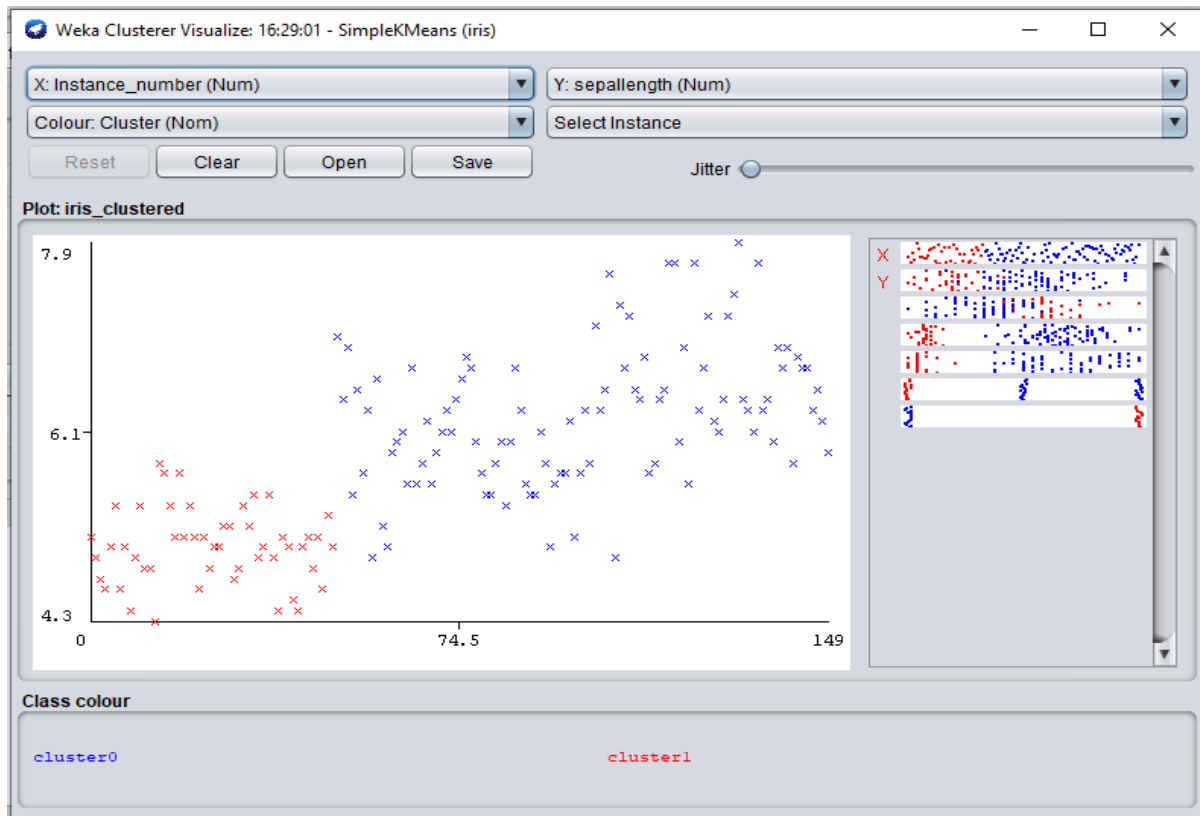 Weka Clusterer Visualize: 16:29:01 - SimpleKMeans (iris)
X: Instance_number (Num)
Y: sepallength (Num)
Colour: Cluster (Nom)
Select Instance
Reset
Clear
Open
Save
Jitter
Plot: iris_clustered
7.9
6.1
4.3
0
74.5
149
X
Y
Class colour
cluster0
cluster1